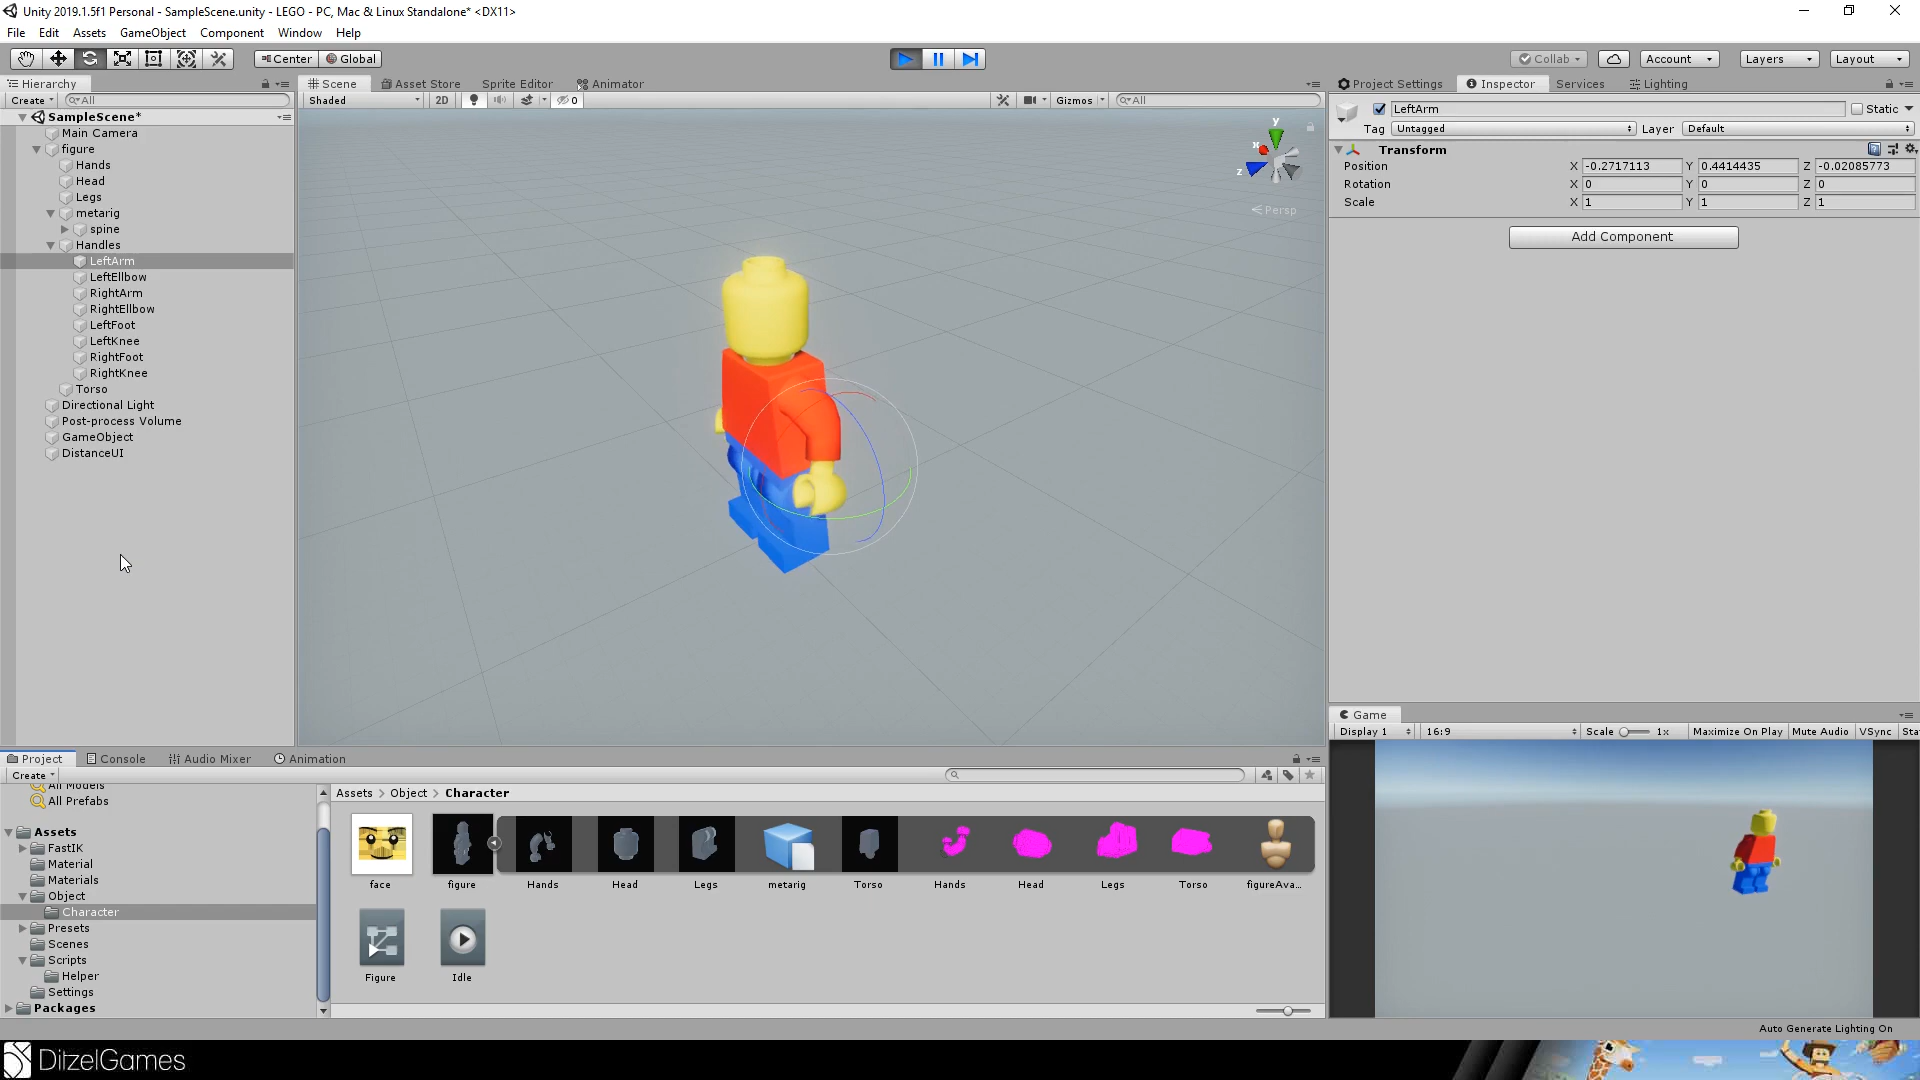 Unity 2019.1.5f1 Personal - SampleScene.unity - LEGO - PC, Mac & Linux Standalone* <DX11>
File Edit Assets GameObject Component Window Help
Center Global Collab Account Layers Layout
Hierarchy Scene Asset Store Sprite Editor Animator Project Settings Inspector Services Lighting
Create All Shaded 2D 0 Gizmos All
LeftArm Static
SampleScene*
Tag Untagged Layer Default
Main Camera
figure
Transform
Hands
Position X -0.2717113 Y 0.4414435 Z -0.02085773
Head
Rotation X 0 Y 0 Z 0
Legs
Scale X 1 Y 1 Z 1
metarig
spine
Handles
Add Component
LeftArm
LeftEllbow
RightArm
RightEllbow
LeftFoot
LeftKnee
RightFoot
RightKnee
Torso
Directional Light
Post-process Volume
GameObject
DistanceUI
y
x
z
Persp
Game
Display 1 16:9 Scale 1x Maximize On Play Mute Audio VSync Sta
Project Console Audio Mixer Animation
Create
All Models
All Prefabs
Assets
FastIK
Material
Materials
Object
Character
Presets
Scenes
Scripts
Helper
Settings
Packages
Assets > Object > Character
face figure Hands Head Legs metarig Torso Hands Head Legs Torso figureAva...
Figure Idle
Auto Generate Lighting On
DitzelGames